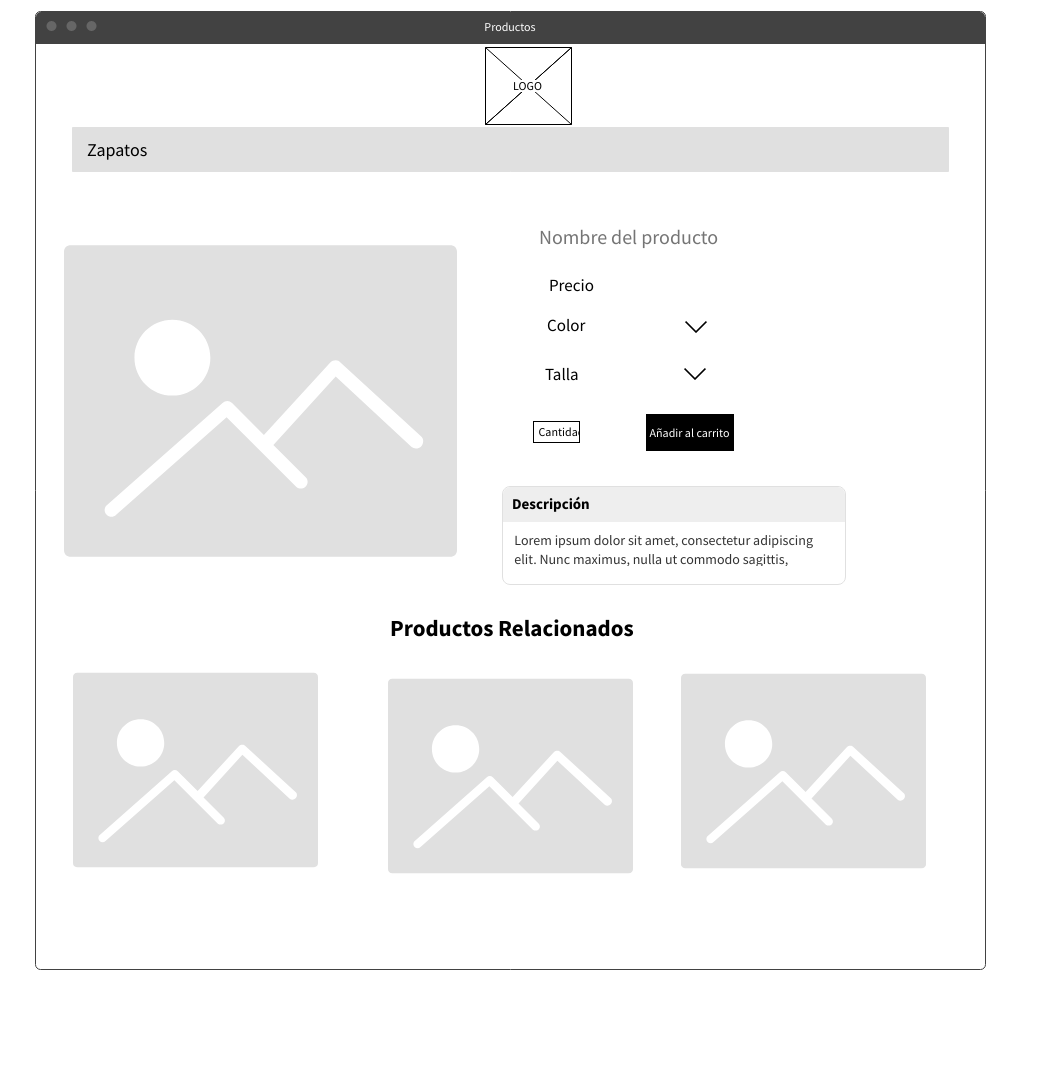 Productos
LOGO
Zapatos
Nombre del producto
Precio
Color
Talla
Cantidad
Añadir al carrito
Descripción
Lorem ipsum dolor sit amet, consectetur adipiscing
elit. Nunc maximus, nulla ut commodo sagittis,
Productos Relacionados